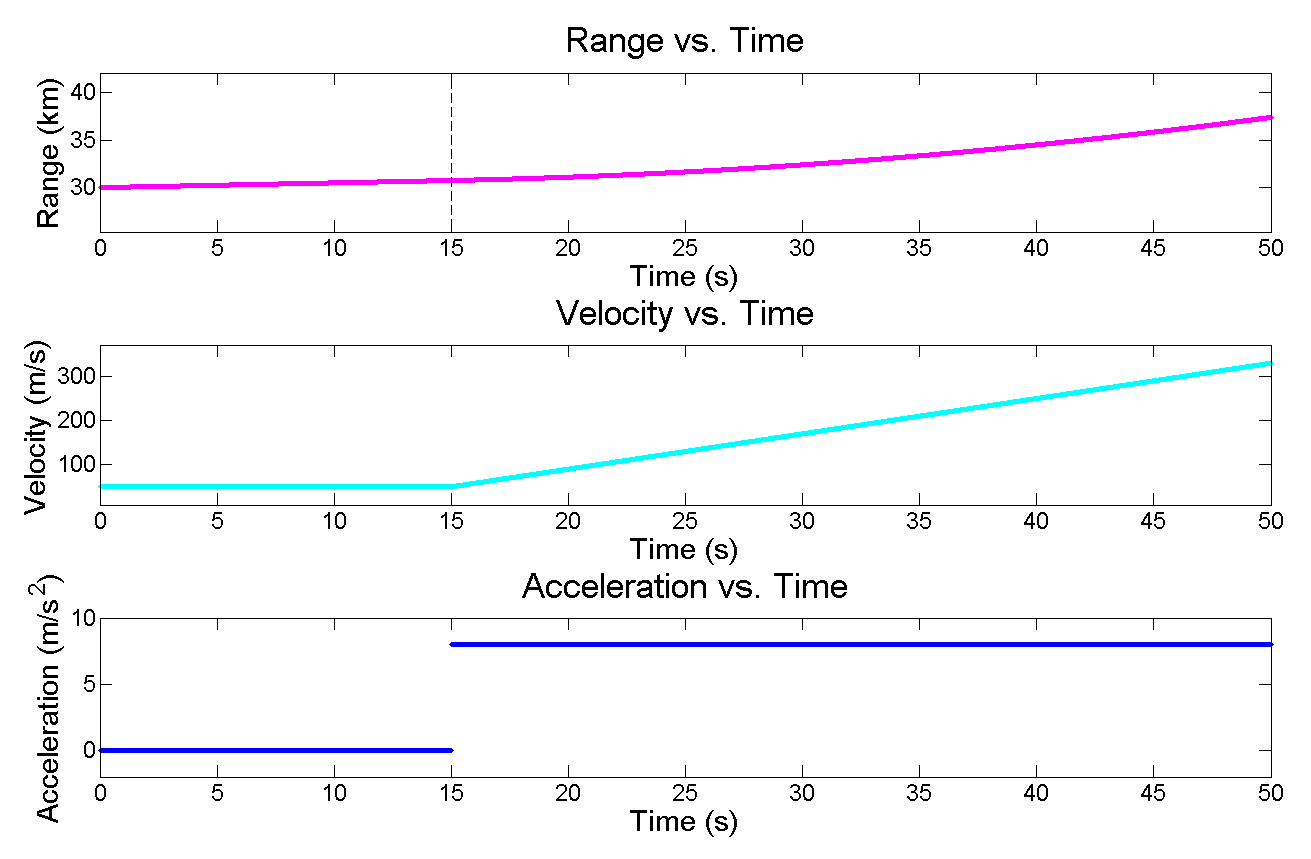 Range vs. Time
Range (km)
40
35
30
0 5 10 15 20 25 30 35 40 45 50
Time (s)
Velocity vs. Time
Velocity (m/s)
300
200
100
0 5 10 15 20 25 30 35 40 45 50
Time (s)
Acceleration vs. Time
Acceleration (m/s²)
10
5
0
0 5 10 15 20 25 30 35 40 45 50
Time (s)